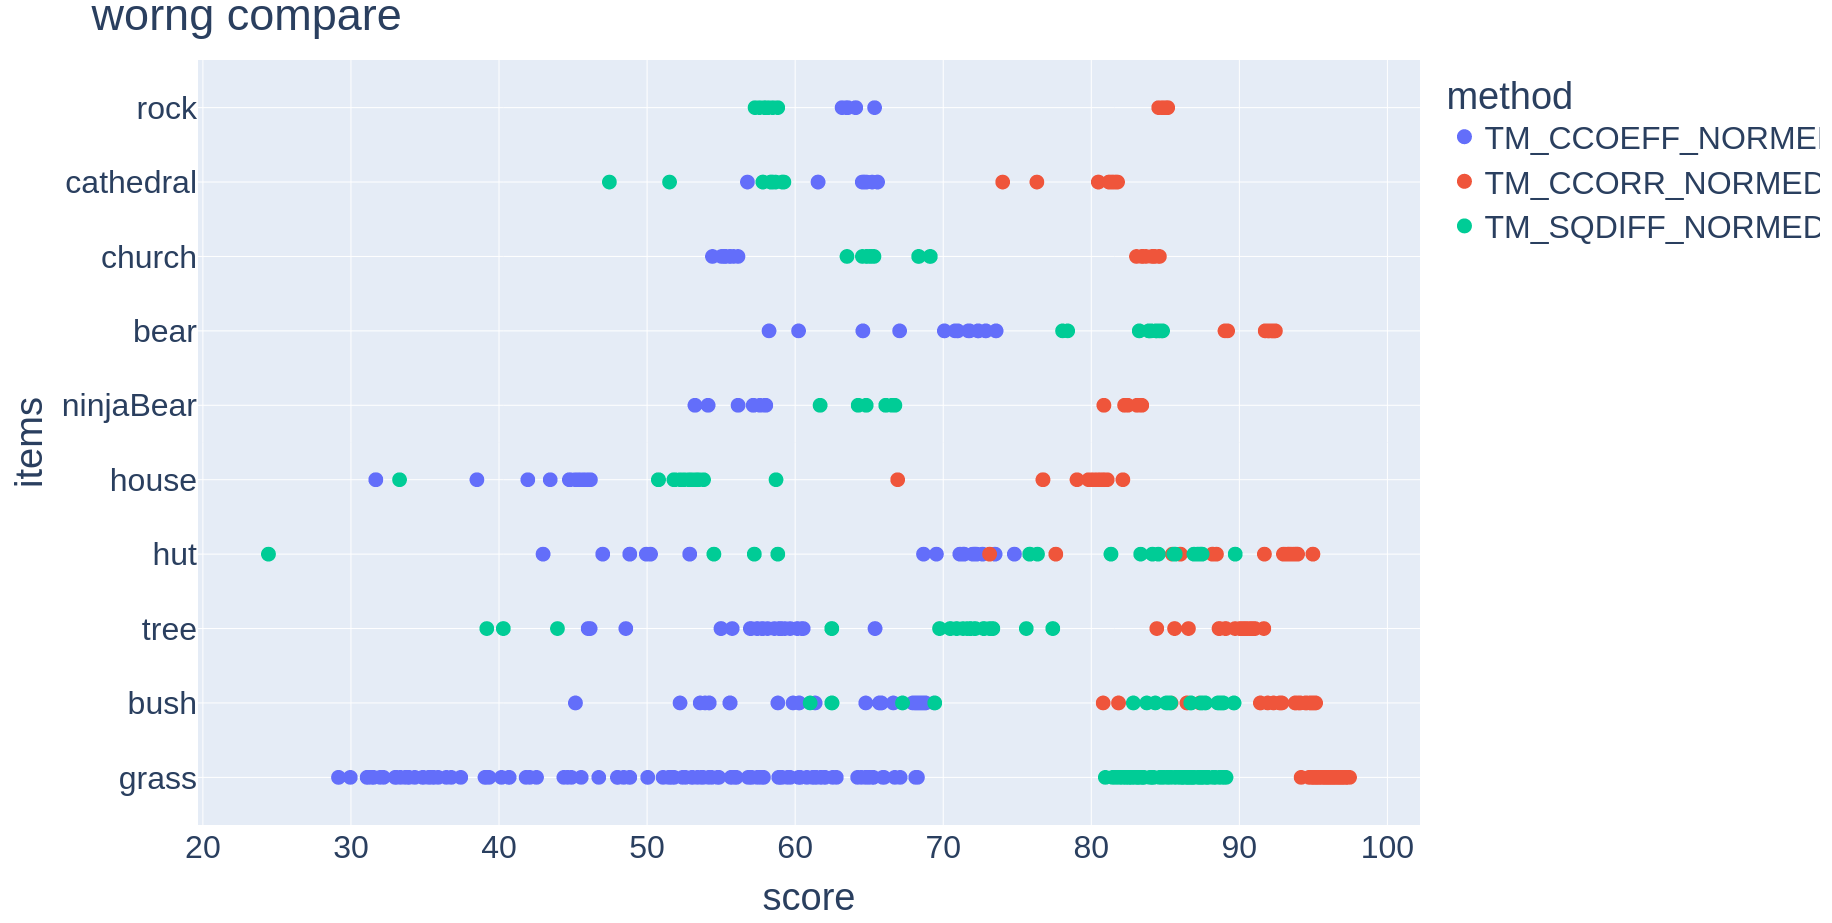 worng compare
rock
cathedral
church
bear
ninjaBear
house
hut
tree
bush
grass
items
20 30 40 50 60 70 80 90 100
score
method
TM_CCOEFF_NORME
TM_CCORR_NORMED
TM_SQDIFF_NORMED